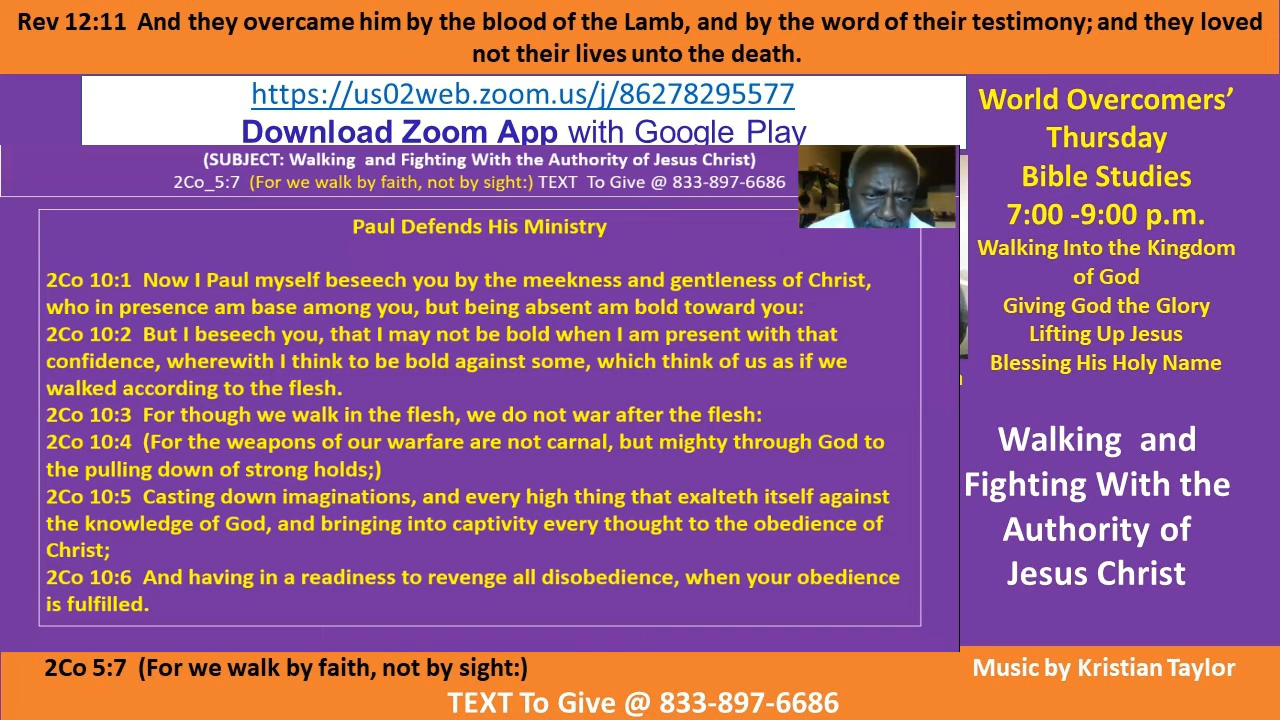 Rev 12:11  And they overcame him by the blood of the Lamb, and by the word of their testimony; and they loved
not their lives unto the death.
https://us02web.zoom.us/j/86278295577
Download Zoom App with Google Play
(SUBJECT: Walking  and Fighting With the Authority of Jesus Christ)
2Co_5:7  (For we walk by faith, not by sight:) TEXT  To Give @ 833-897-6686
Paul Defends His Ministry
2Co 10:1  Now I Paul myself beseech you by the meekness and gentleness of Christ,
who in presence am base among you, but being absent am bold toward you:
2Co 10:2  But I beseech you, that I may not be bold when I am present with that
confidence, wherewith I think to be bold against some, which think of us as if we
walked according to the flesh.
2Co 10:3  For though we walk in the flesh, we do not war after the flesh:
2Co 10:4  (For the weapons of our warfare are not carnal, but mighty through God to
the pulling down of strong holds;)
2Co 10:5  Casting down imaginations, and every high thing that exalteth itself against
the knowledge of God, and bringing into captivity every thought to the obedience of
Christ;
2Co 10:6  And having in a readiness to revenge all disobedience, when your obedience
is fulfilled.
World Overcomers’
Thursday
Bible Studies
7:00 -9:00 p.m.
Walking Into the Kingdom
of God
Giving God the Glory
Lifting Up Jesus
Blessing His Holy Name
Walking  and
Fighting With the
Authority of
Jesus Christ
2Co 5:7  (For we walk by faith, not by sight:)
Music by Kristian Taylor
TEXT To Give @ 833-897-6686